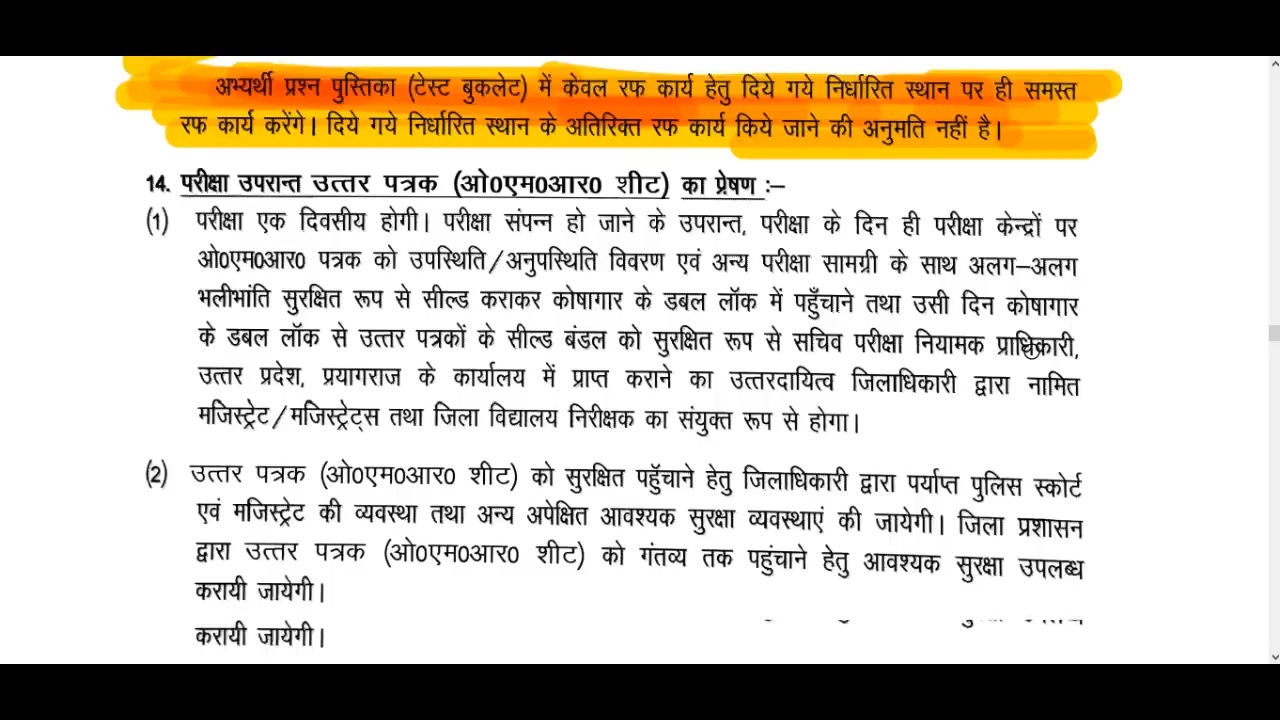 अभ्यर्थी प्रश्न पुस्तिका (टेस्ट बुकलेट) में केवल रफ कार्य हेतु दिये गये निर्धारित स्थान पर ही समस्त
रफ कार्य करेंगे। दिये गये निर्धारित स्थान के अतिरिक्त रफ कार्य किये जाने की अनुमति नहीं है।
14. परीक्षा उपरान्त उत्तर पत्रक (ओ0एम0आर0 शीट) का प्रेषण :–
(1) परीक्षा एक दिवसीय होगी। परीक्षा संपन्न हो जाने के उपरान्त, परीक्षा के दिन ही परीक्षा केन्द्रों पर
ओ0एम0आर0 पत्रक को उपस्थिति/अनुपस्थिति विवरण एवं अन्य परीक्षा सामग्री के साथ अलग–अलग
भलीभांति सुरक्षित रूप से सील्ड कराकर कोषागार के डबल लॉक में पहुँचाने तथा उसी दिन कोषागार
के डबल लॉक से उत्तर पत्रकों के सील्ड बंडल को सुरक्षित रूप से सचिव परीक्षा नियामक प्राधिकारी,
उत्तर प्रदेश, प्रयागराज के कार्यालय में प्राप्त कराने का उत्तरदायित्व जिलाधिकारी द्वारा नामित
मजिस्ट्रेट/मजिस्ट्रेट्स तथा जिला विद्यालय निरीक्षक का संयुक्त रूप से होगा।
(2) उत्तर पत्रक (ओ0एम0आर0 शीट) को सुरक्षित पहुॅचाने हेतु जिलाधिकारी द्वारा पर्याप्त पुलिस स्कोर्ट
एवं मजिस्ट्रेट की व्यवस्था तथा अन्य अपेक्षित आवश्यक सुरक्षा व्यवस्थाएं की जायेगी। जिला प्रशासन
द्वारा उत्तर पत्रक (ओ0एम0आर0 शीट) को गंतव्य तक पहुंचाने हेतु आवश्यक सुरक्षा उपलब्ध
करायी जायेगी।
करायी जायेगी।